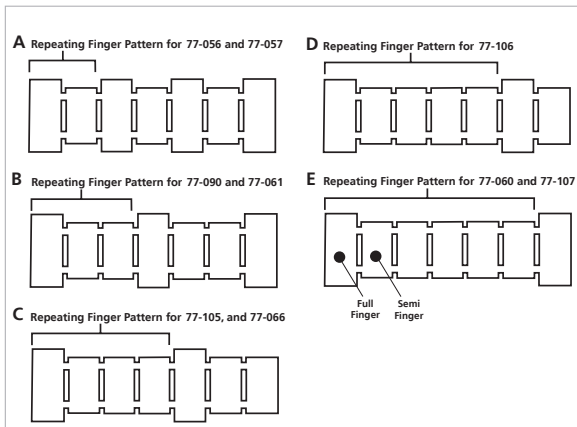 A Repeating Finger Pattern for 77-056 and 77-057
B Repeating Finger Pattern for 77-090 and 77-061
C Repeating Finger Pattern for 77-105, and 77-066
D Repeating Finger Pattern for 77-106
E Repeating Finger Pattern for 77-060 and 77-107
Full
Finger
Semi
Finger